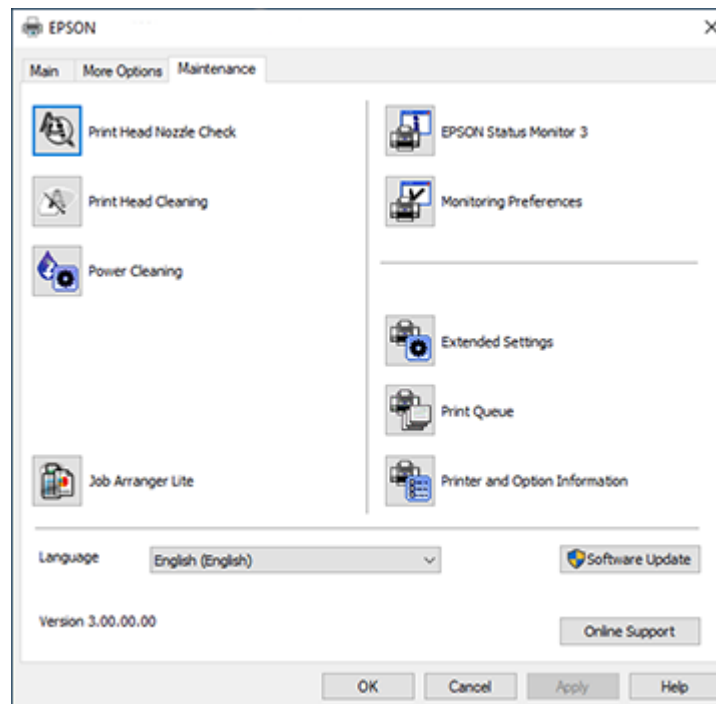 EPSON
Main
More Options
Maintenance
Print Head Nozzle Check
Print Head Cleaning
Power Cleaning
Job Arranger Lite
EPSON Status Monitor 3
Monitoring Preferences
Extended Settings
Print Queue
Printer and Option Information
Language
English (English)
Software Update
Version 3.00.00.00
Online Support
OK
Cancel
Apply
Help